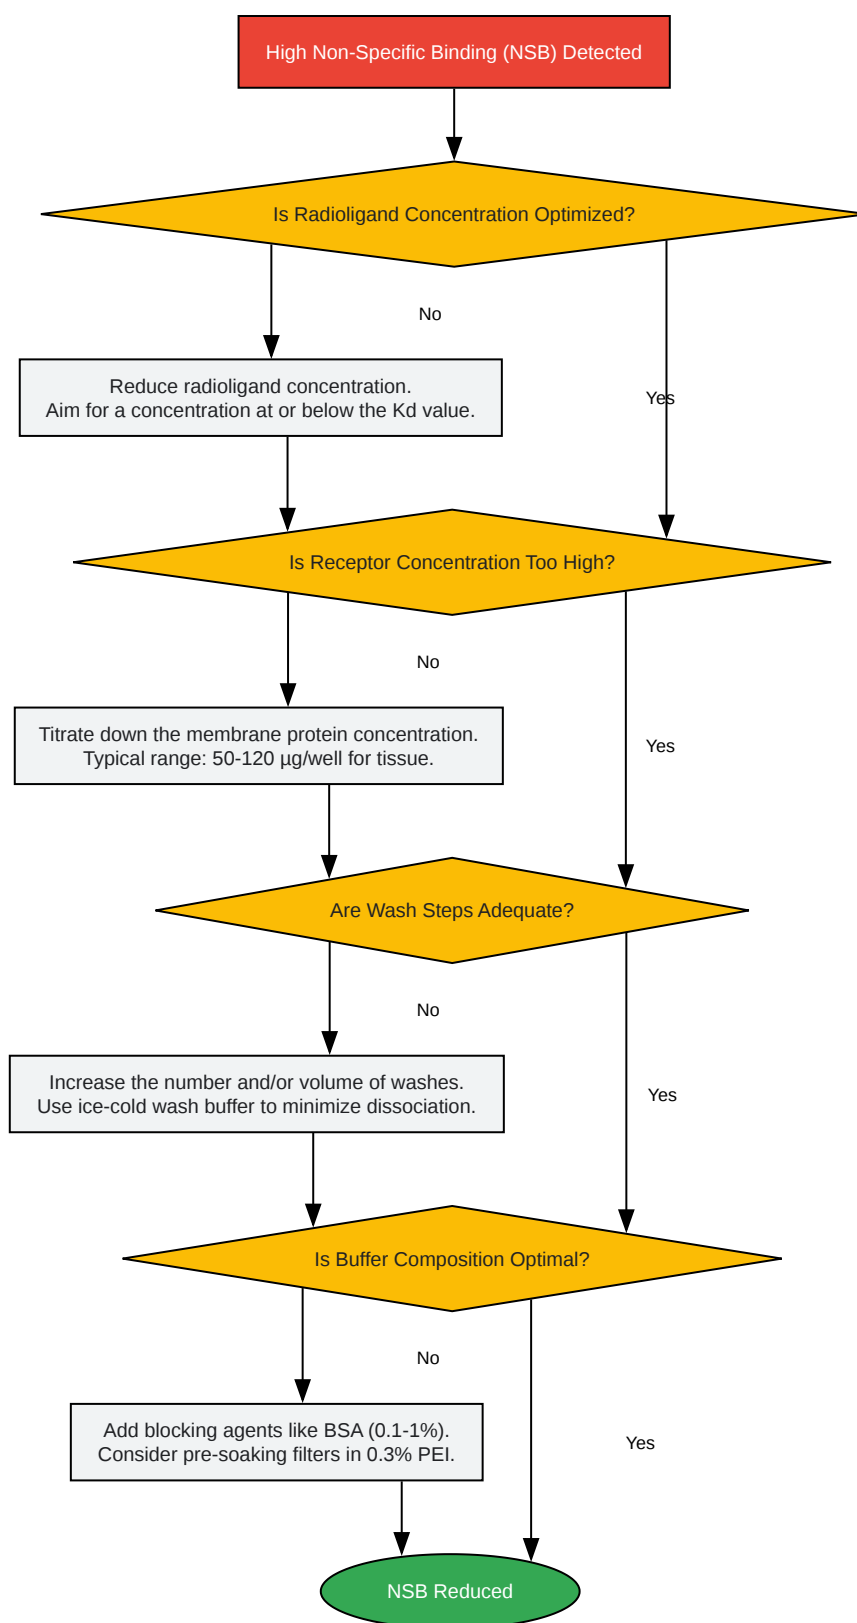 High Non-Specific Binding (NSB) Detected
Is Radioligand Concentration Optimized?
No
Reduce radioligand concentration.
Aim for a concentration at or below the Kd value.
Yes
Is Receptor Concentration Too High?
No
Titrate down the membrane protein concentration.
Typical range: 50-120 µg/well for tissue.
Yes
Are Wash Steps Adequate?
No
Increase the number and/or volume of washes.
Use ice-cold wash buffer to minimize dissociation.
Yes
Is Buffer Composition Optimal?
No
Add blocking agents like BSA (0.1-1%).
Consider pre-soaking filters in 0.3% PEI.
Yes
NSB Reduced